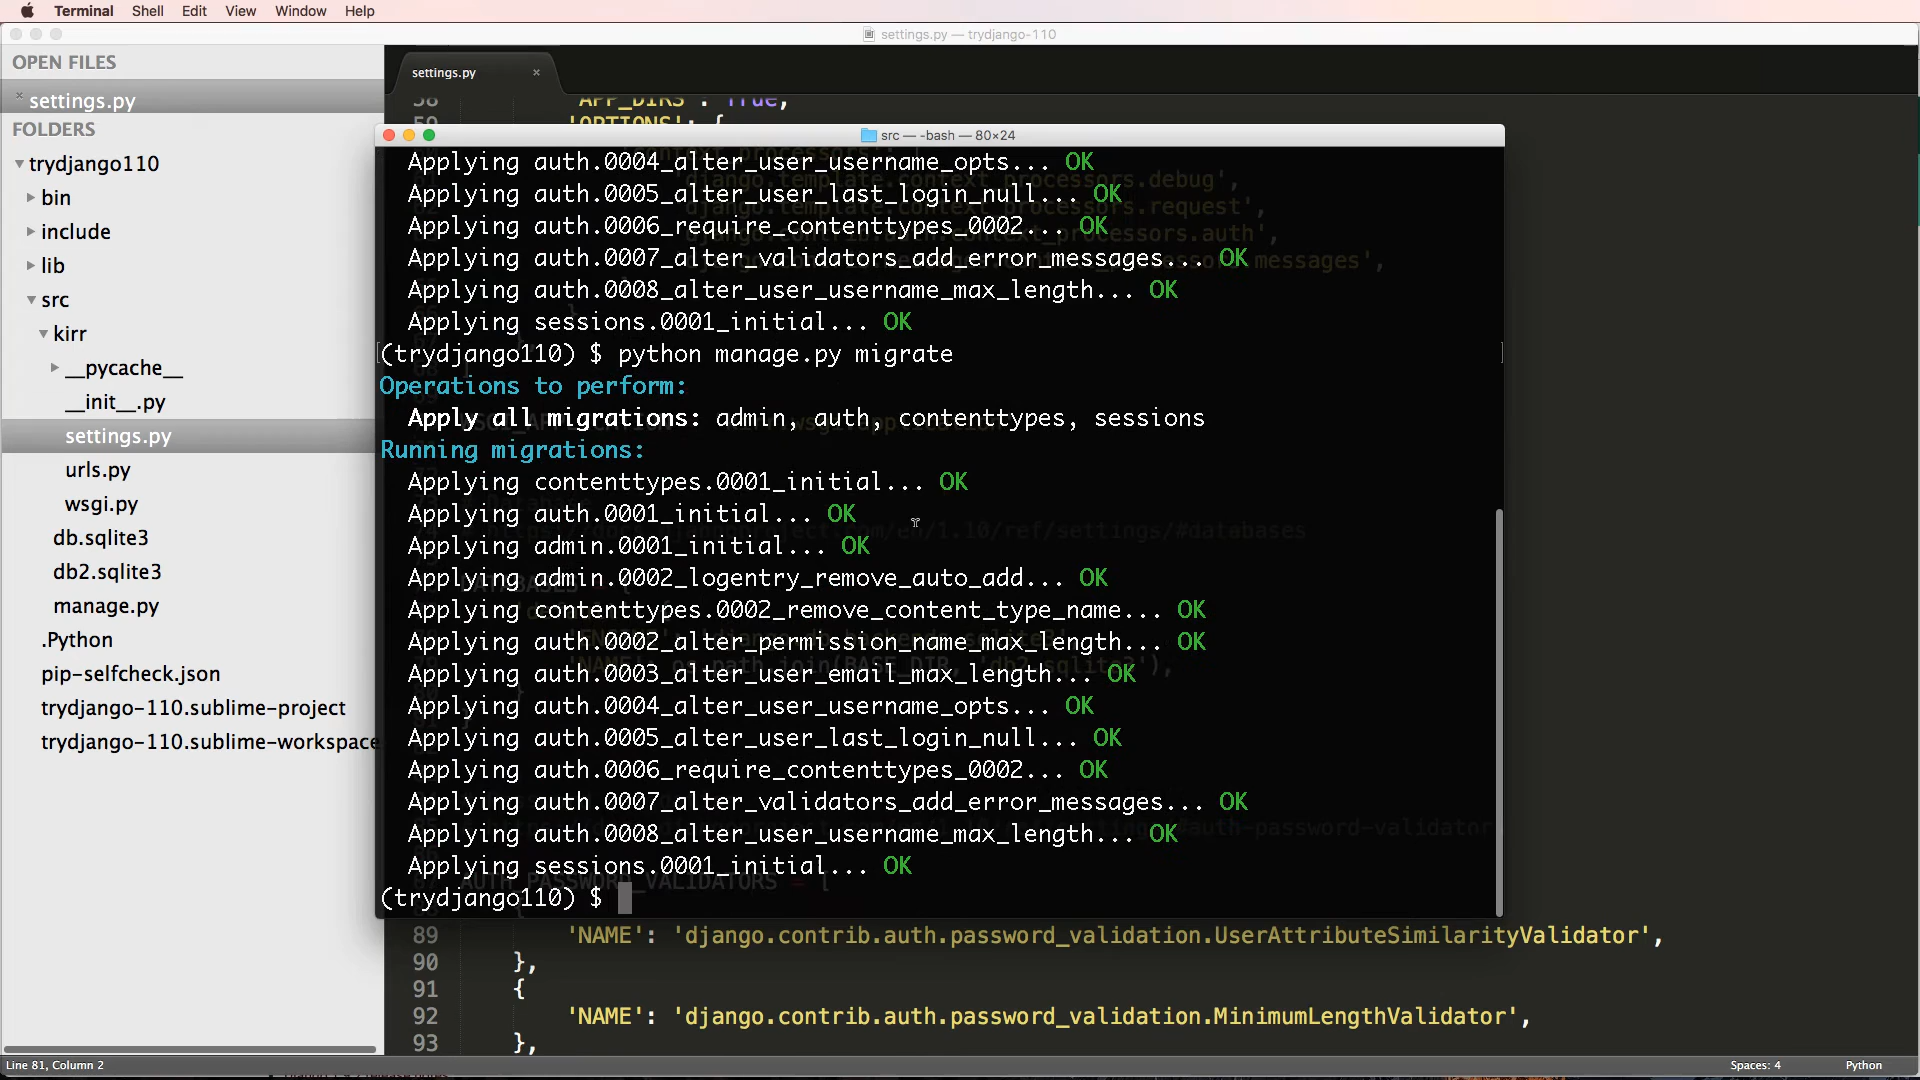 Terminal Shell Edit View Window Help
settings.py — trydjango-110
OPEN FILES
settings.py ×
× settings.py
FOLDERS
trydjango110
bin
include
lib
src
kirr
__pycache__
__init__.py
settings.py
urls.py
wsgi.py
db.sqlite3
db2.sqlite3
manage.py
.Python
pip-selfcheck.json
trydjango-110.sublime-project
trydjango-110.sublime-workspace
58 'APP_DIRS': True,
59 'OPTIONS': {
src — -bash — 80×24
Applying auth.0004_alter_user_username_opts... OK
Applying auth.0005_alter_user_last_login_null... OK
Applying auth.0006_require_contenttypes_0002... OK
Applying auth.0007_alter_validators_add_error_messages... OK
Applying auth.0008_alter_user_username_max_length... OK
Applying sessions.0001_initial... OK
(trydjango110) $ python manage.py migrate
Operations to perform:
Apply all migrations: admin, auth, contenttypes, sessions
Running migrations:
Applying contenttypes.0001_initial... OK
Applying auth.0001_initial... OK
Applying admin.0001_initial... OK
Applying admin.0002_logentry_remove_auto_add... OK
Applying contenttypes.0002_remove_content_type_name... OK
Applying auth.0002_alter_permission_name_max_length... OK
Applying auth.0003_alter_user_email_max_length... OK
Applying auth.0004_alter_user_username_opts... OK
Applying auth.0005_alter_user_last_login_null... OK
Applying auth.0006_require_contenttypes_0002... OK
Applying auth.0007_alter_validators_add_error_messages... OK
Applying auth.0008_alter_user_username_max_length... OK
Applying sessions.0001_initial... OK
(trydjango110) $
AUTH_PASSWORD_VALIDATORS = [
89 'NAME': 'django.contrib.auth.password_validation.UserAttributeSimilarityValidator',
90 },
91 {
92 'NAME': 'django.contrib.auth.password_validation.MinimumLengthValidator',
93 },
Line 81, Column 2 Spaces: 4 Python